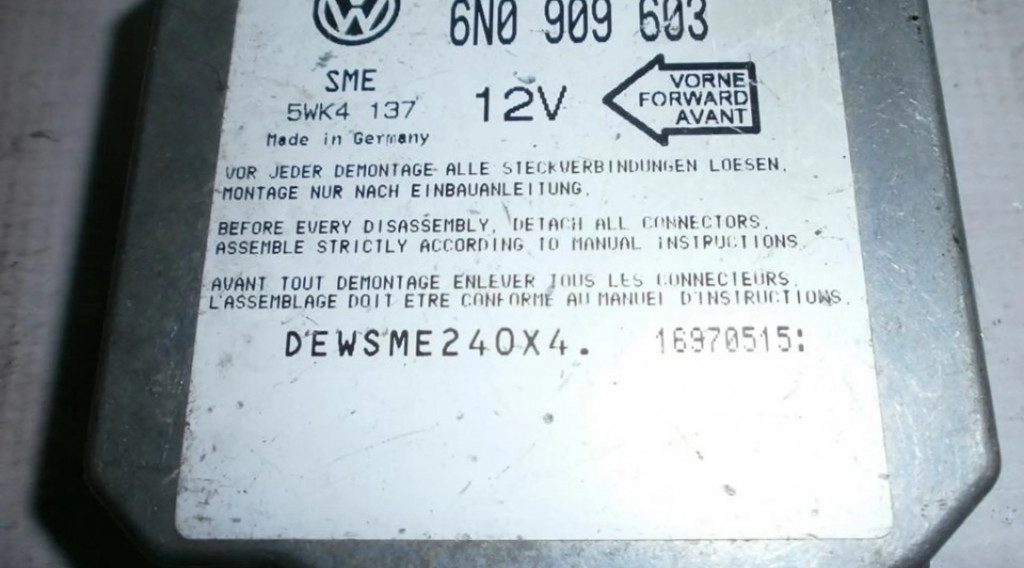 VW
6N0 909 603
SME
5WK4 137
Made in Germany
12V
VORNE
FORWARD
AVANT
VOR JEDER DEMONTAGE ALLE STECKVERBINDUNGEN LOESEN.
MONTAGE NUR NACH EINBAUANLEITUNG.
BEFORE EVERY DISASSEMBLY, DETACH ALL CONNECTORS.
ASSEMBLE STRICTLY ACCORDING TO MANUAL INSTRUCTIONS
AVANT TOUT DEMONTAGE ENLEVER TOUS LES CONNECTEURS.
L'ASSEMBLAGE DOIT ETRE CONFORME AU MANUEL D'INSTRUCTIONS.
D'EWSME240X4. 16970515: